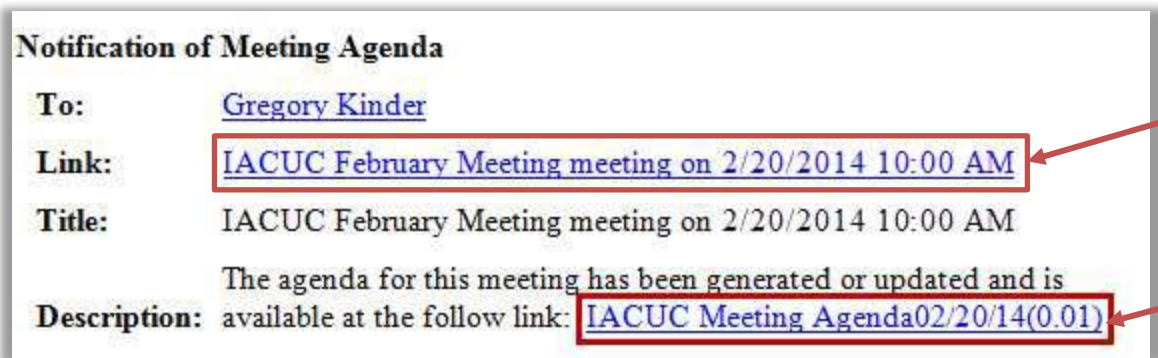 Notification of Meeting Agenda
To: Gregory Kinder
Link: IACUC February Meeting meeting on 2/20/2014 10:00 AM
Title: IACUC February Meeting meeting on 2/20/2014 10:00 AM
The agenda for this meeting has been generated or updated and is
Description: available at the follow link: IACUC Meeting Agenda02/20/14(0.01)